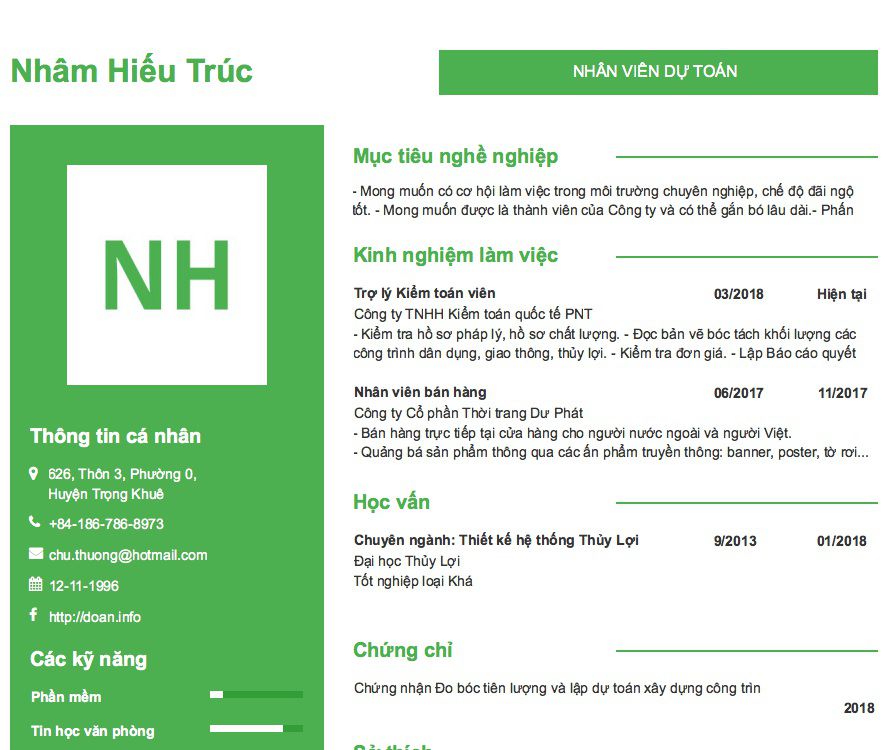 Nhâm Hiếu Trúc
NHÂN VIÊN DỰ TOÁN
NH
Thông tin cá nhân
626, Thôn 3, Phường 0,
Huyện Trọng Khuê
+84-186-786-8973
chu.thuong@hotmail.com
12-11-1996
http://doan.info
Các kỹ năng
Phần mềm
Tin học văn phòng
Mục tiêu nghề nghiệp
- Mong muốn có cơ hội làm việc trong môi trường chuyên nghiệp, chế độ đãi ngộ
tốt. - Mong muốn được là thành viên của Công ty và có thể gắn bó lâu dài.- Phấn
Kinh nghiệm làm việc
Trợ lý Kiểm toán viên 03/2018 Hiện tại
Công ty TNHH Kiểm toán quốc tế PNT
- Kiểm tra hồ sơ pháp lý, hồ sơ chất lượng. - Đọc bản vẽ bóc tách khối lượng các
công trình dân dụng, giao thông, thủy lợi. - Kiểm tra đơn giá. - Lập Báo cáo quyết
Nhân viên bán hàng 06/2017 11/2017
Công ty Cổ phần Thời trang Dư Phát
- Bán hàng trực tiếp tại cửa hàng cho người nước ngoài và người Việt.
- Quảng bá sản phẩm thông qua các ấn phẩm truyền thông: banner, poster, tờ rơi...
Học vấn
Chuyên ngành: Thiết kế hệ thống Thủy Lợi 9/2013 01/2018
Đại học Thủy Lợi
Tốt nghiệp loại Khá
Chứng chỉ
Chứng nhận Đo bóc tiên lượng và lập dự toán xây dựng công trìn
2018
Sở thích